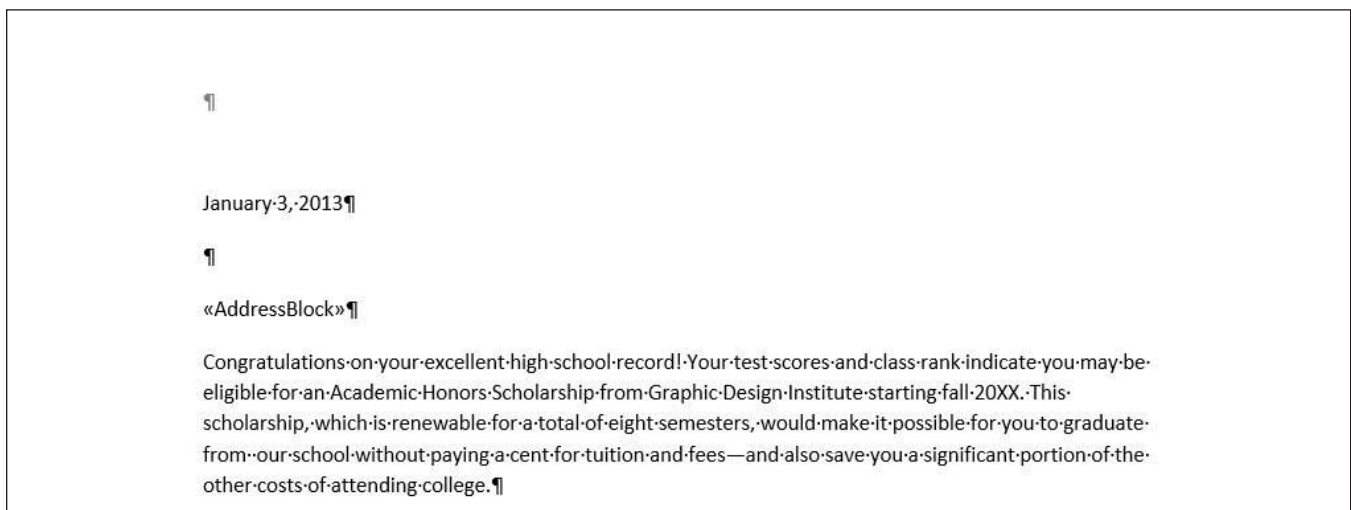 ¶
January·3,·2013¶
¶
«AddressBlock»¶
Congratulations·on·your·excellent·high·school·record!·Your·test·scores·and·class·rank·indicate·you·may·be·
eligible·for·an·Academic·Honors·Scholarship·from·Graphic·Design·Institute·starting·fall·20XX.·This·
scholarship,·which·is·renewable·for·a·total·of·eight·semesters,·would·make·it·possible·for·you·to·graduate·
from··our·school·without·paying·a·cent·for·tuition·and·fees—and·also·save·you·a·significant·portion·of·the·
other·costs·of·attending·college.¶